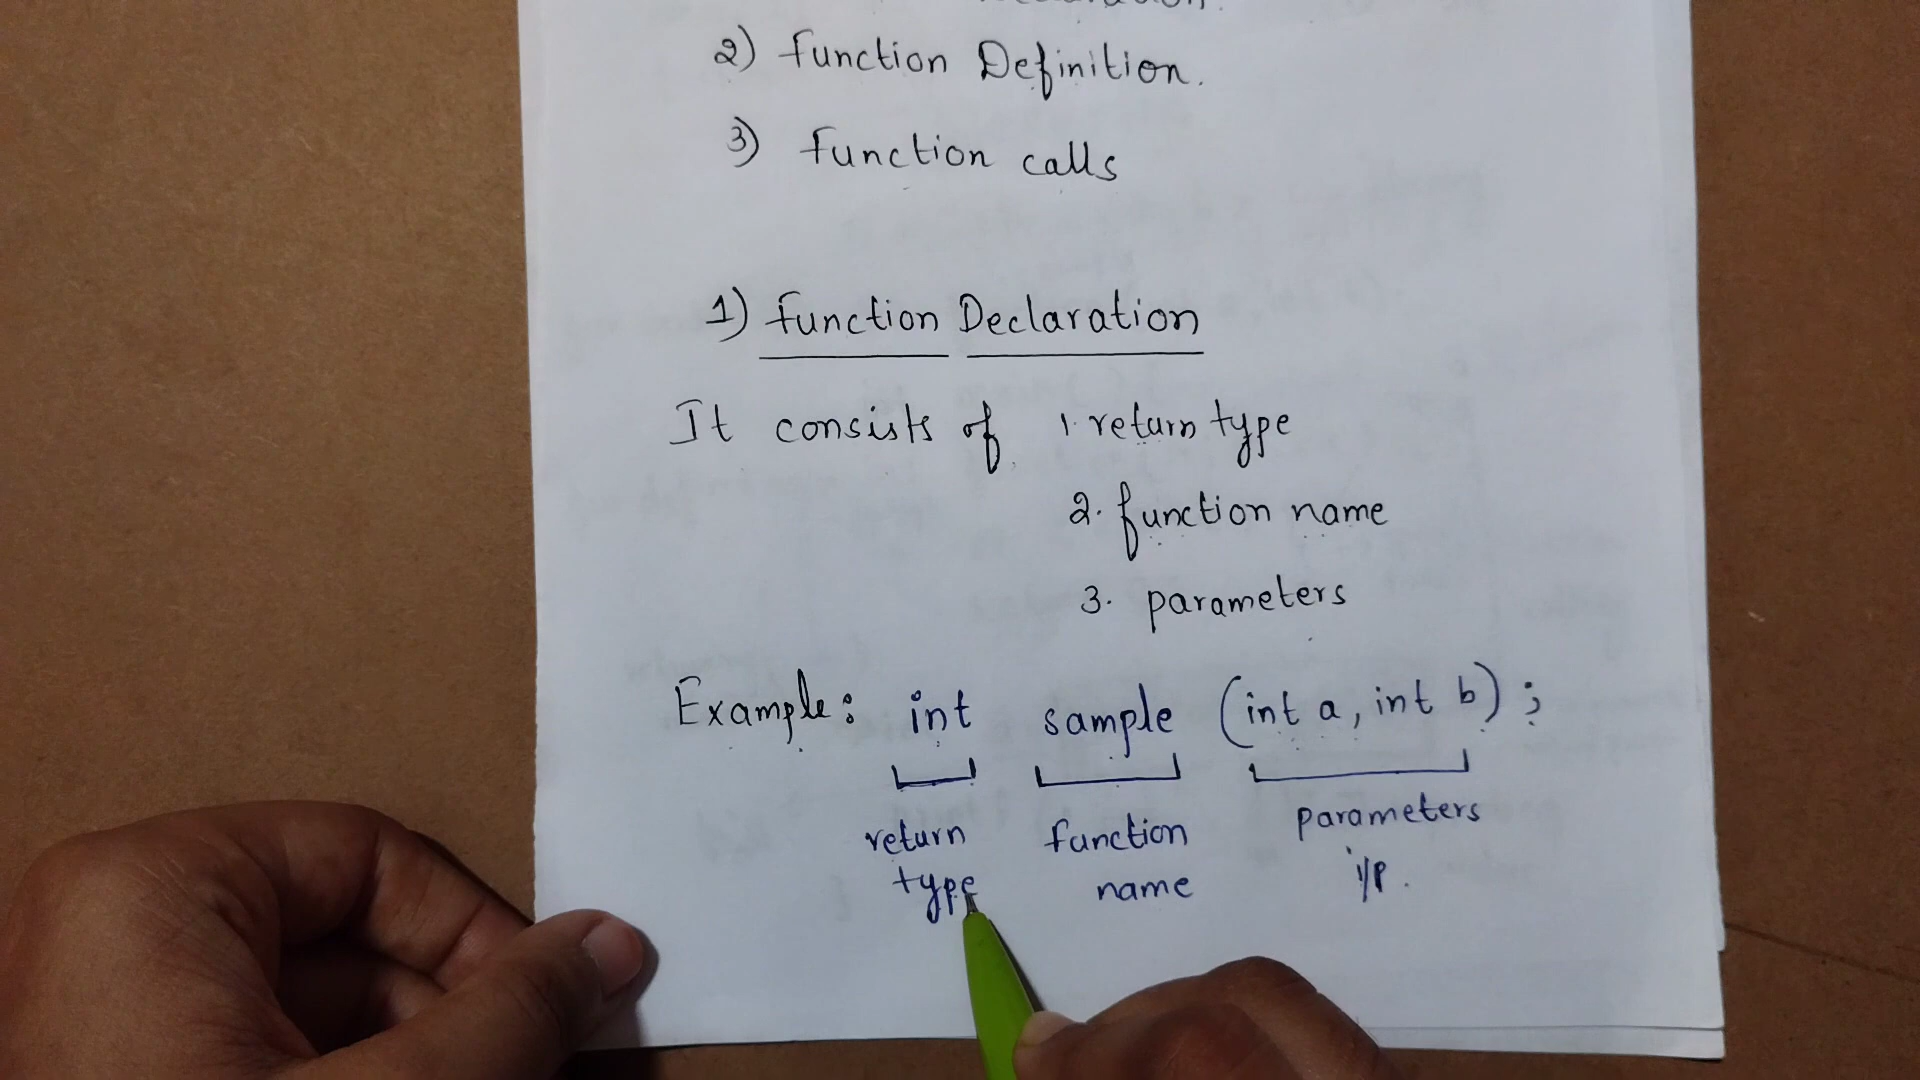 2) Function Definition.
3) Function calls
1) Function Declaration
It consists of 1. return type
2. function name
3. parameters
Example: int sample (int a, int b);
return function parameters
type name i/p.